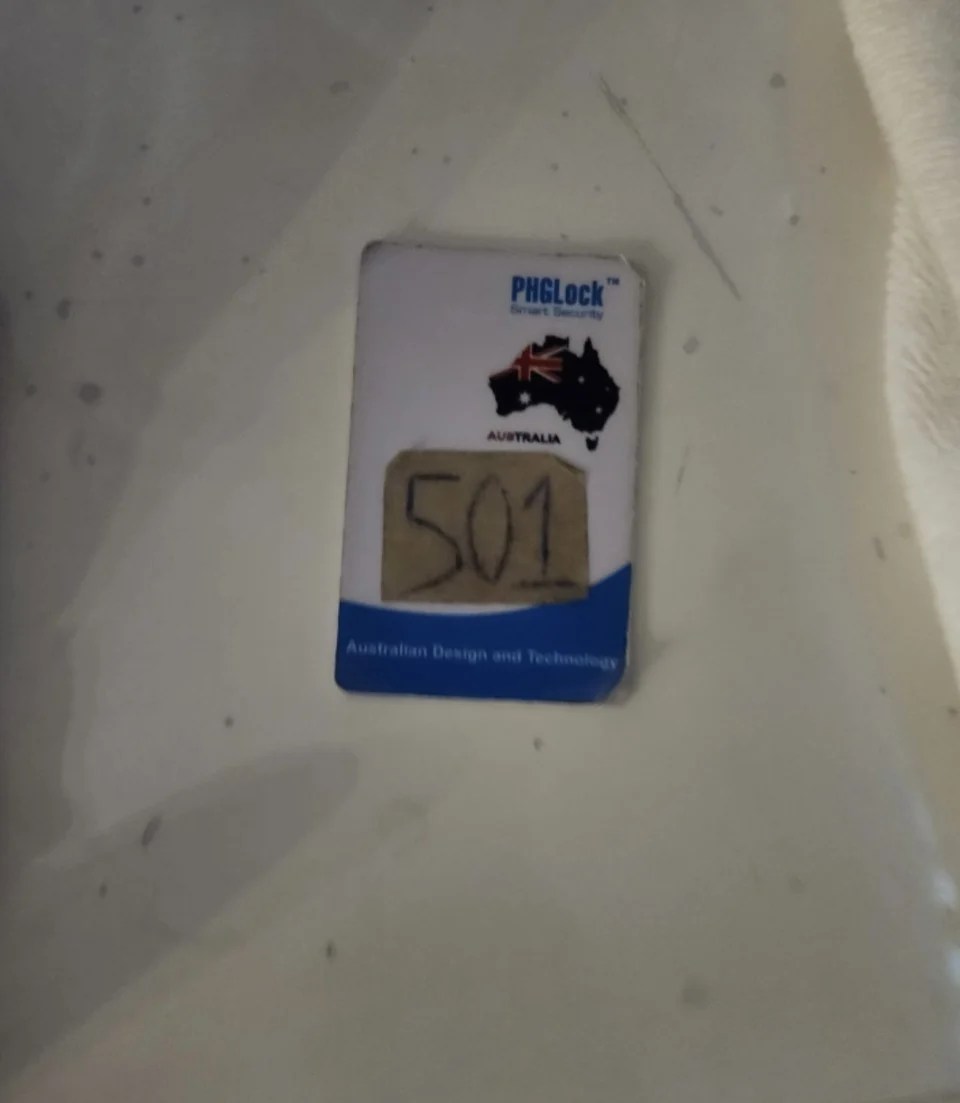 PHGLock™
Smart Security
AUSTRALIA
501
Australian Design and Technology